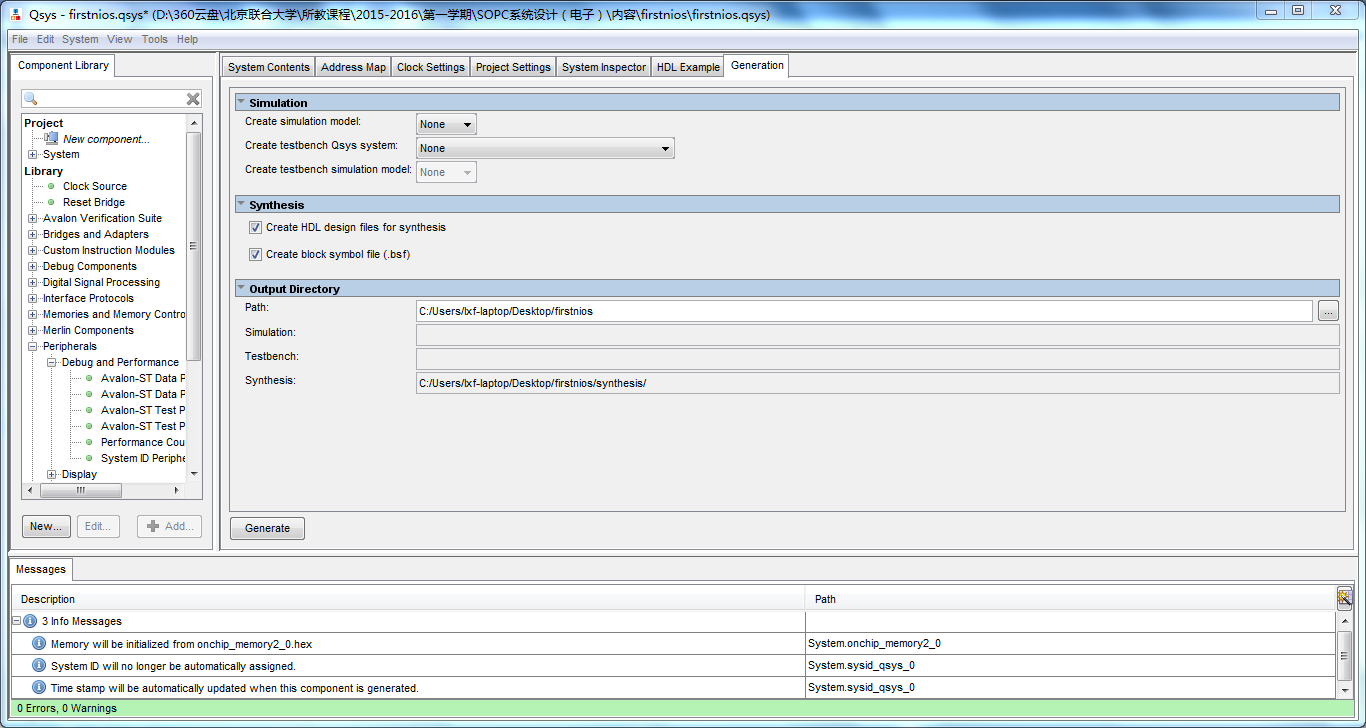 Qsys - firstnios.qsys* (D:\360云盘\北京联合大学\所教课程\2015-2016\第一学期\SOPC系统设计（电子）\内容\firstnios\firstnios.qsys)
File Edit System View Tools Help
Component Library
System Contents Address Map Clock Settings Project Settings System Inspector HDL Example Generation
Project
New component...
System
Library
Clock Source
Reset Bridge
Avalon Verification Suite
Bridges and Adapters
Custom Instruction Modules
Debug Components
Digital Signal Processing
Interface Protocols
Memories and Memory Contro
Merlin Components
Peripherals
Debug and Performance
Avalon-ST Data P
Avalon-ST Data P
Avalon-ST Test P
Avalon-ST Test P
Performance Cou
System ID Periphe
Display
New... Edit... Add...
Simulation
Create simulation model: None
Create testbench Qsys system: None
Create testbench simulation model: None
Synthesis
Create HDL design files for synthesis
Create block symbol file (.bsf)
Output Directory
Path: C:/Users/lxf-laptop/Desktop/firstnios ...
Simulation:
Testbench:
Synthesis: C:/Users/lxf-laptop/Desktop/firstnios/synthesis/
Generate
Messages
Description Path
3 Info Messages
Memory will be initialized from onchip_memory2_0.hex System.onchip_memory2_0
System ID will no longer be automatically assigned. System.sysid_qsys_0
Time stamp will be automatically updated when this component is generated. System.sysid_qsys_0
0 Errors, 0 Warnings